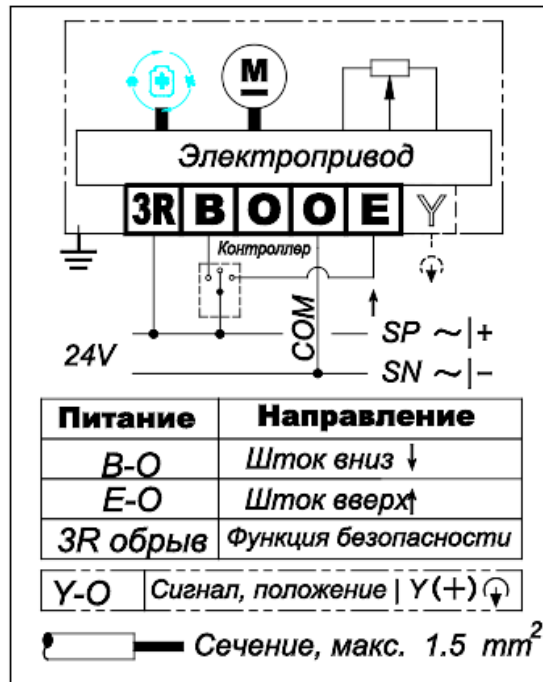 M
Электропривод
3R B O O E Y
Контроллер
COM
24V
SP ~|+
SN ~|−
Питание Направление
B-O Шток вниз ↓
E-O Шток вверх ↑
3R обрыв Функция безопасности
Y-O Сигнал, положение | Y(+)
Сечение, макс. 1.5 mm²